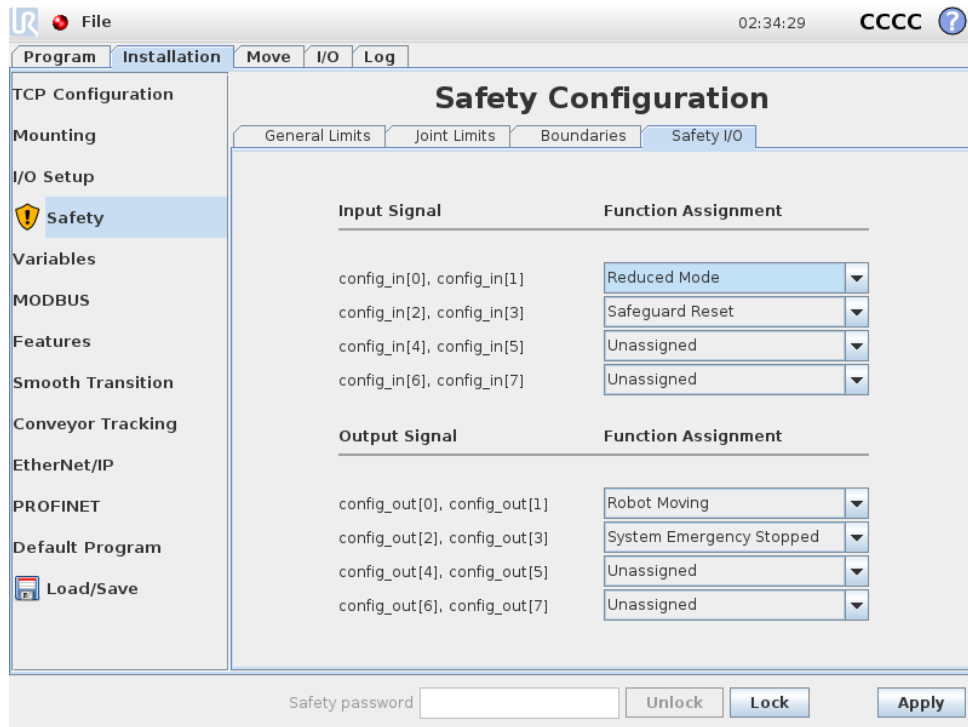 UR File 02:34:29 CCCC ?
Program Installation Move I/O Log
TCP Configuration
Mounting
I/O Setup
Safety
Variables
MODBUS
Features
Smooth Transition
Conveyor Tracking
EtherNet/IP
PROFINET
Default Program
Load/Save
Safety Configuration
General Limits Joint Limits Boundaries Safety I/O
Input Signal Function Assignment
config_in[0], config_in[1] Reduced Mode
config_in[2], config_in[3] Safeguard Reset
config_in[4], config_in[5] Unassigned
config_in[6], config_in[7] Unassigned
Output Signal Function Assignment
config_out[0], config_out[1] Robot Moving
config_out[2], config_out[3] System Emergency Stopped
config_out[4], config_out[5] Unassigned
config_out[6], config_out[7] Unassigned
Safety password Unlock Lock Apply